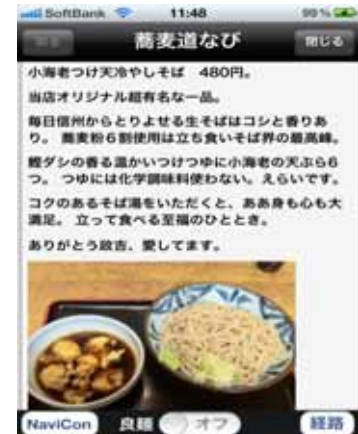 SoftBank 11:48 99%
蕎麦道なび
閉じる
小海老つけ天冷やしそば 480円。
当店オリジナル超有名な一品。
毎日信州からとりよせる生そばはコシと香りあ
り。 蕎麦粉6割使用は立ち食いそば界の最高峰。
鰹ダシの香る温かいつけつゆに小海老の天ぷら6
つ。 つゆには化学調味料使わない。えらいです。
コクのあるそば湯をいただくと、ああ身も心も大
満足。 立って食べる至福のひととき。
ありがとう政吉、愛してます。
NaviCon
良麺
オフ
経路